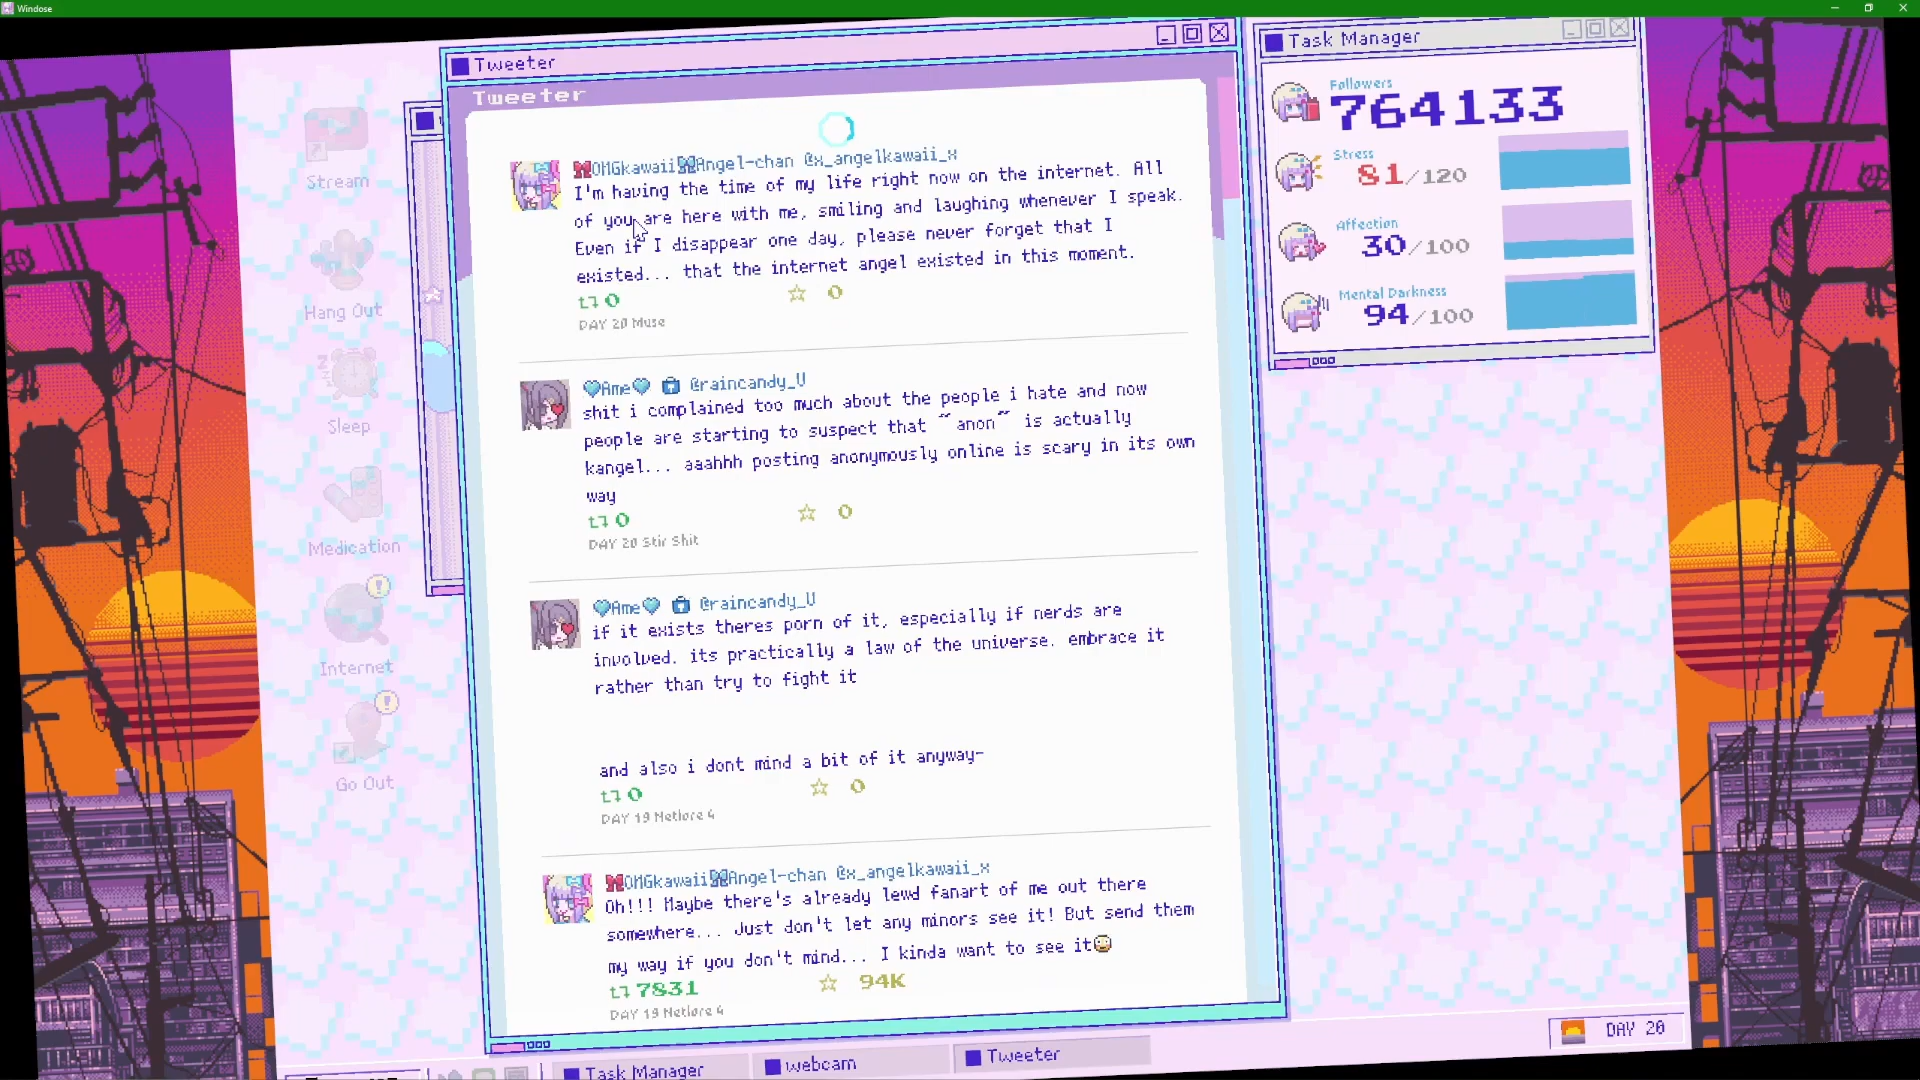 Windose
Stream
Hang Out
Sleep
Medication
Internet
Go Out
Tweeter
Tweeter
OMGkawaii Angel-chan @x_angelkawaii_x
I'm having the time of my life right now on the internet. All
of you are here with me, smiling and laughing whenever I speak.
Even if I disappear one day, please never forget that I
existed... that the internet angel existed in this moment.
0 0
DAY 20 Muse
Ame @raincandy_U
shit i complained too much about the people i hate and now
people are starting to suspect that ~anon~ is actually
kangel... aaahhh posting anonymously online is scary in its own
way
0 0
DAY 20 Stir Shit
Ame @raincandy_U
if it exists theres porn of it, especially if nerds are
involved. its practically a law of the universe. embrace it
rather than try to fight it
and also i dont mind a bit of it anyway~
0 0
DAY 19 Netlore 4
OMGkawaii Angel-chan @x_angelkawaii_x
Oh!!! Maybe there's already lewd fanart of me out there
somewhere... Just don't let any minors see it! But send them
my way if you don't mind... I kinda want to see it
7831 94K
DAY 19 Netlore 4
Task Manager
Followers
764133
Stress
81/120
Affection
30/100
Mental Darkness
94/100
Task Manager
webcam
Tweeter
DAY 20